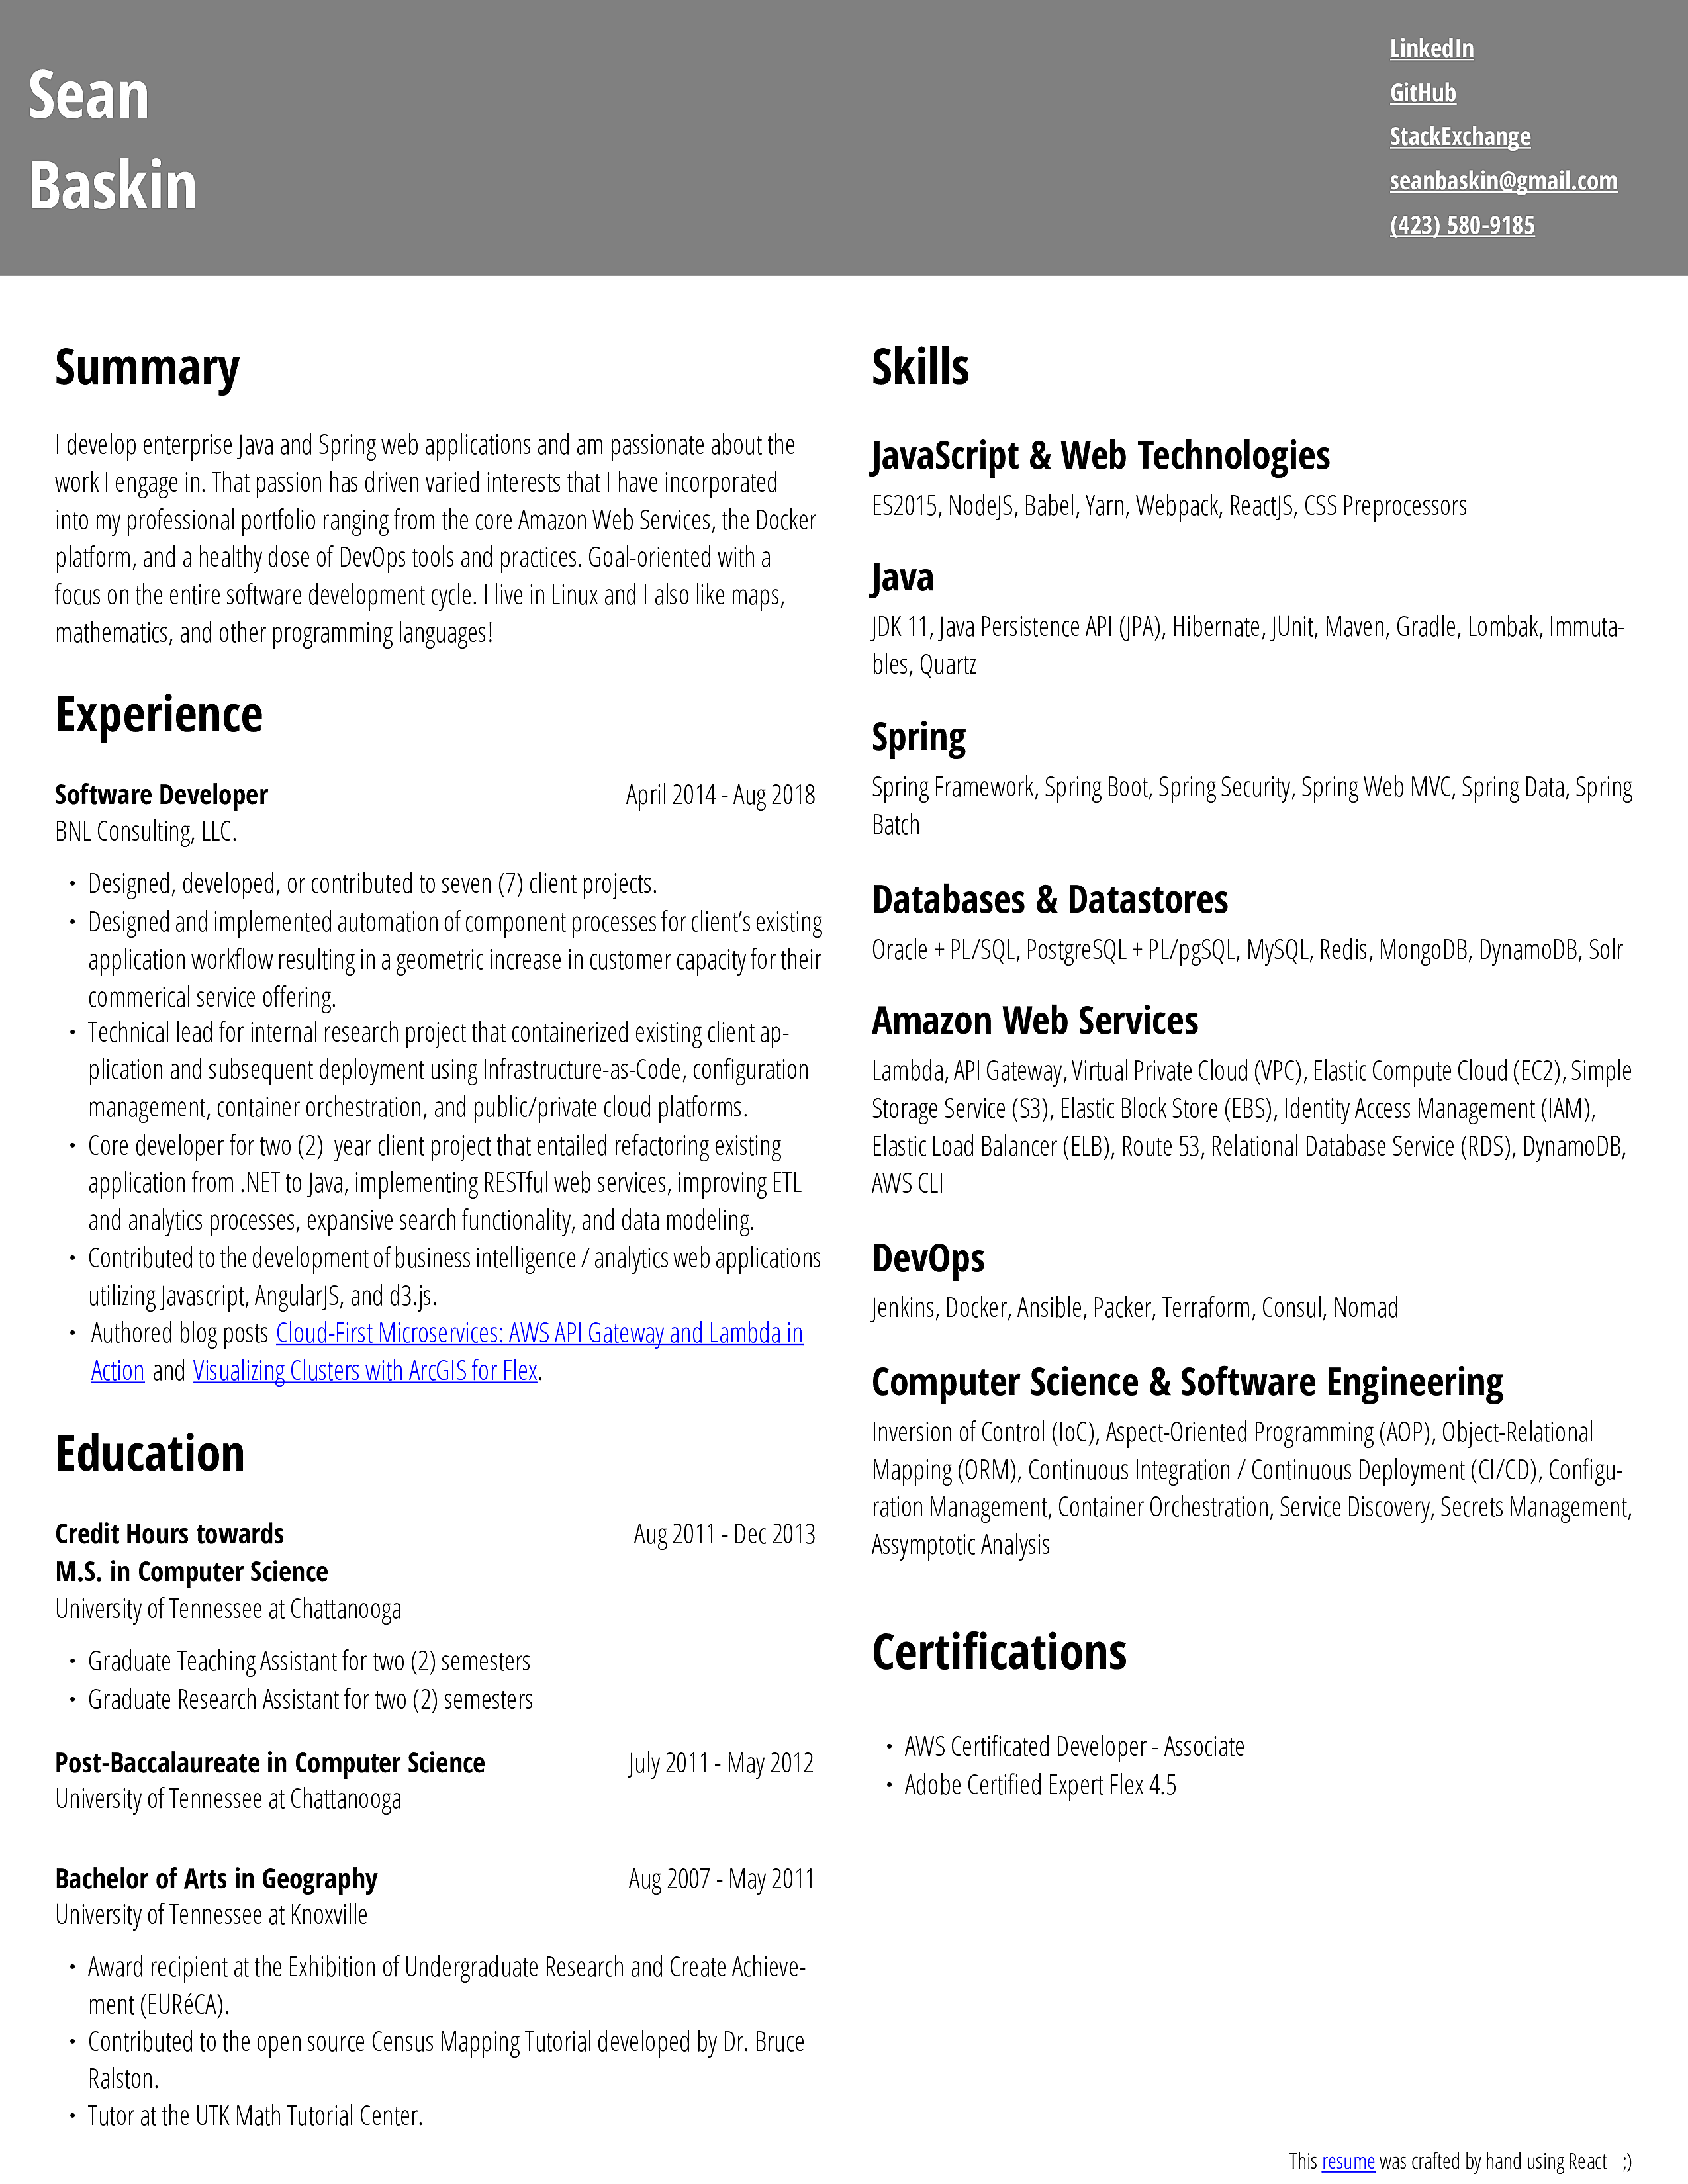 Sean
Baskin
LinkedIn
GitHub
StackExchange
seanbaskin@gmail.com
(423) 580-9185
Summary
I develop enterprise Java and Spring web applications and am passionate about the
work I engage in. That passion has driven varied interests that I have incorporated
into my professional portfolio ranging from the core Amazon Web Services, the Docker
platform, and a healthy dose of DevOps tools and practices. Goal-oriented with a
focus on the entire software development cycle. I live in Linux and I also like maps,
mathematics, and other programming languages!
Experience
Software Developer April 2014 - Aug 2018
BNL Consulting, LLC.
• Designed, developed, or contributed to seven (7) client projects.
• Designed and implemented automation of component processes for client's existing
application workflow resulting in a geometric increase in customer capacity for their
commerical service offering.
• Technical lead for internal research project that containerized existing client ap-
plication and subsequent deployment using Infrastructure-as-Code, configuration
management, container orchestration, and public/private cloud platforms.
• Core developer for two (2) year client project that entailed refactoring existing
application from .NET to Java, implementing RESTful web services, improving ETL
and analytics processes, expansive search functionality, and data modeling.
• Contributed to the development of business intelligence / analytics web applications
utilizing Javascript, AngularJS, and d3.js.
• Authored blog posts Cloud-First Microservices: AWS API Gateway and Lambda in
Action and Visualizing Clusters with ArcGIS for Flex.
Education
Credit Hours towards Aug 2011 - Dec 2013
M.S. in Computer Science
University of Tennessee at Chattanooga
• Graduate Teaching Assistant for two (2) semesters
• Graduate Research Assistant for two (2) semesters
Post-Baccalaureate in Computer Science July 2011 - May 2012
University of Tennessee at Chattanooga
Bachelor of Arts in Geography Aug 2007 - May 2011
University of Tennessee at Knoxville
• Award recipient at the Exhibition of Undergraduate Research and Create Achieve-
ment (EURéCA).
• Contributed to the open source Census Mapping Tutorial developed by Dr. Bruce
Ralston.
• Tutor at the UTK Math Tutorial Center.
Skills
JavaScript & Web Technologies
ES2015, NodeJS, Babel, Yarn, Webpack, ReactJS, CSS Preprocessors
Java
JDK 11, Java Persistence API (JPA), Hibernate, JUnit, Maven, Gradle, Lombak, Immuta-
bles, Quartz
Spring
Spring Framework, Spring Boot, Spring Security, Spring Web MVC, Spring Data, Spring
Batch
Databases & Datastores
Oracle + PL/SQL, PostgreSQL + PL/pgSQL, MySQL, Redis, MongoDB, DynamoDB, Solr
Amazon Web Services
Lambda, API Gateway, Virtual Private Cloud (VPC), Elastic Compute Cloud (EC2), Simple
Storage Service (S3), Elastic Block Store (EBS), Identity Access Management (IAM),
Elastic Load Balancer (ELB), Route 53, Relational Database Service (RDS), DynamoDB,
AWS CLI
DevOps
Jenkins, Docker, Ansible, Packer, Terraform, Consul, Nomad
Computer Science & Software Engineering
Inversion of Control (IoC), Aspect-Oriented Programming (AOP), Object-Relational
Mapping (ORM), Continuous Integration / Continuous Deployment (CI/CD), Configu-
ration Management, Container Orchestration, Service Discovery, Secrets Management,
Assymptotic Analysis
Certifications
• AWS Certificated Developer - Associate
• Adobe Certified Expert Flex 4.5
This resume was crafted by hand using React ;)